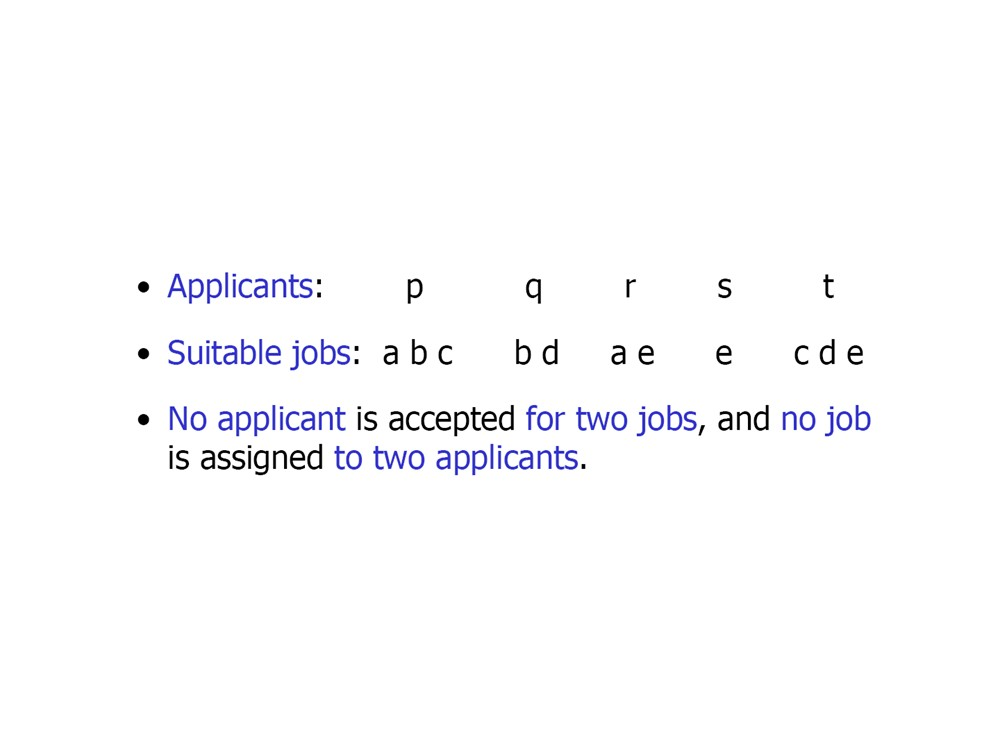 • Applicants: p q r s t
• Suitable jobs: a b c b d a e e c d e
• No applicant is accepted for two jobs, and no job
is assigned to two applicants.